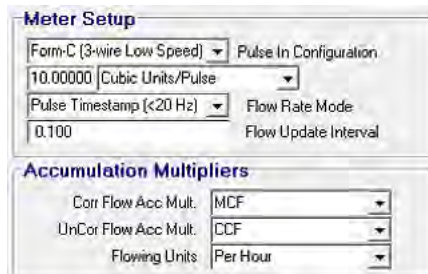 Meter Setup
Form-C (3-wire Low Speed) Pulse In Configuration
10.00000 Cubic Units/Pulse
Pulse Timestamp (<20 Hz) Flow Rate Mode
0.100 Flow Update Interval
Accumulation Multipliers
Corr Flow Acc Mult. MCF
UnCor Flow Acc Mult. CCF
Flowing Units Per Hour